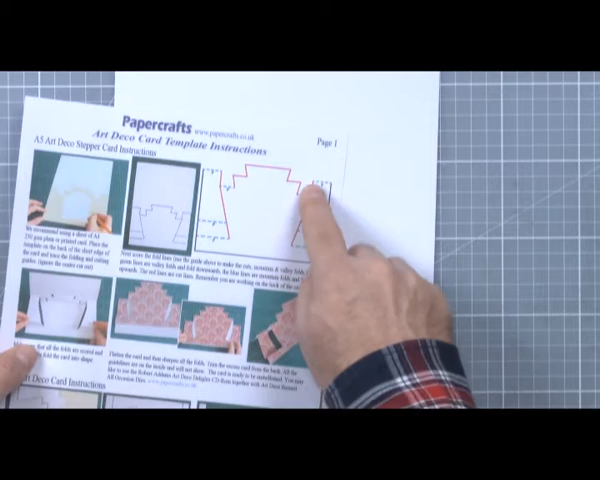 Papercrafts www.papercrafts.co.uk
Page 1
Art Deco Card Template Instructions
A5 Art Deco Stepper Card Instructions
We recommend using a sheet of A4
250 gsm plain or printed card. Place the
template on the back of the short edge of
card and trace the folding and cutting
guides. (ignore the centre cut out)
Next score the fold lines (use the guide above to make the cuts, mountain & valley folds
green lines are valley folds and fold downwards, the blue lines are mountain folds and
upwards. The red lines are cut lines. Remember you are working on the back of the
that all the folds are scored and
fold the card into shape
Flatten the card and then sharpen all the folds. Turn the
card from the back. All the
guidelines are on the inside and will not show. The card is ready to be embellished. You may
like to use the Robert Addams Art Deco Delights CD-Rom together with Art Deco
All Occasion Dies. www.papercrafts.co.uk
Art Deco Card Instructions